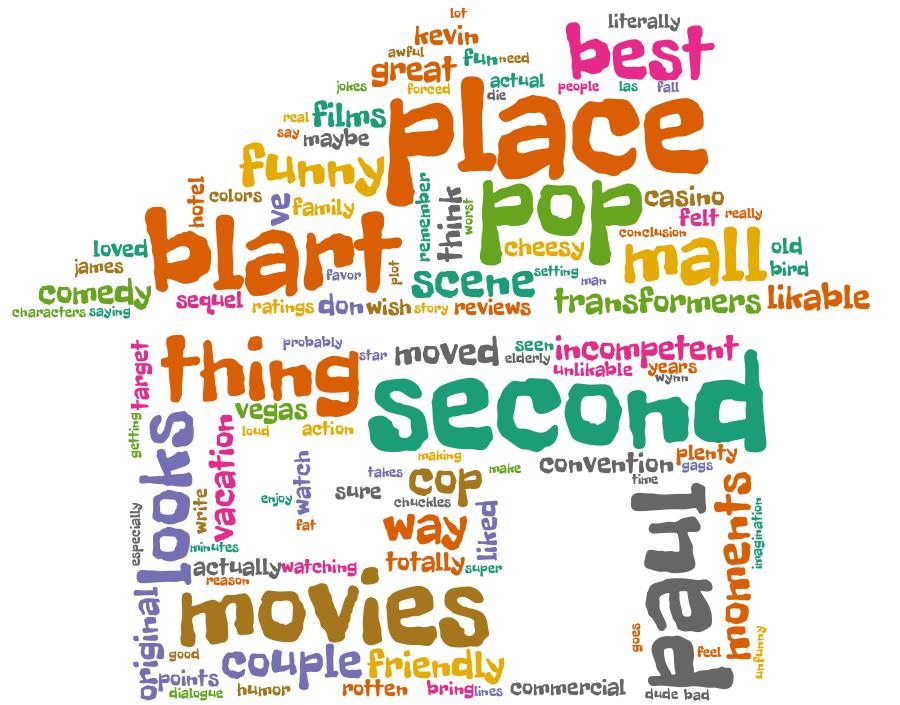 lot
literally
kevin
best
awful
fun
need
great
actual
jokes
forced
die
people
las
fall
place
real
films
say
maybe
funny
hotel
colors
ve
family
remember
think
worst
pop
casino
felt
really
conclusion
cheesy
mall
old
bird
loved
james
blart
favor
plot
scene
setting
man
comedy
sequel
ratings
don
wish
story
reviews
transformers
likable
characters
saying
target
thing
probably
star
moved
seen
elderly
incompetent
unlikable
years
wynn
vegas
second
loud
action
getting
looks
vacation
write
enjoy
watch
fat
sure
making
takes
cop
make
chuckles
convention
plenty
gags
time
especially
minutes
way
liked
totally
super
paul
moments
imagination
actually
watching
reason
original
movies
good
points
couple
friendly
goes
feel
unfunny
dialogue
humor
rotten
bring
lines
commercial
dude
bad